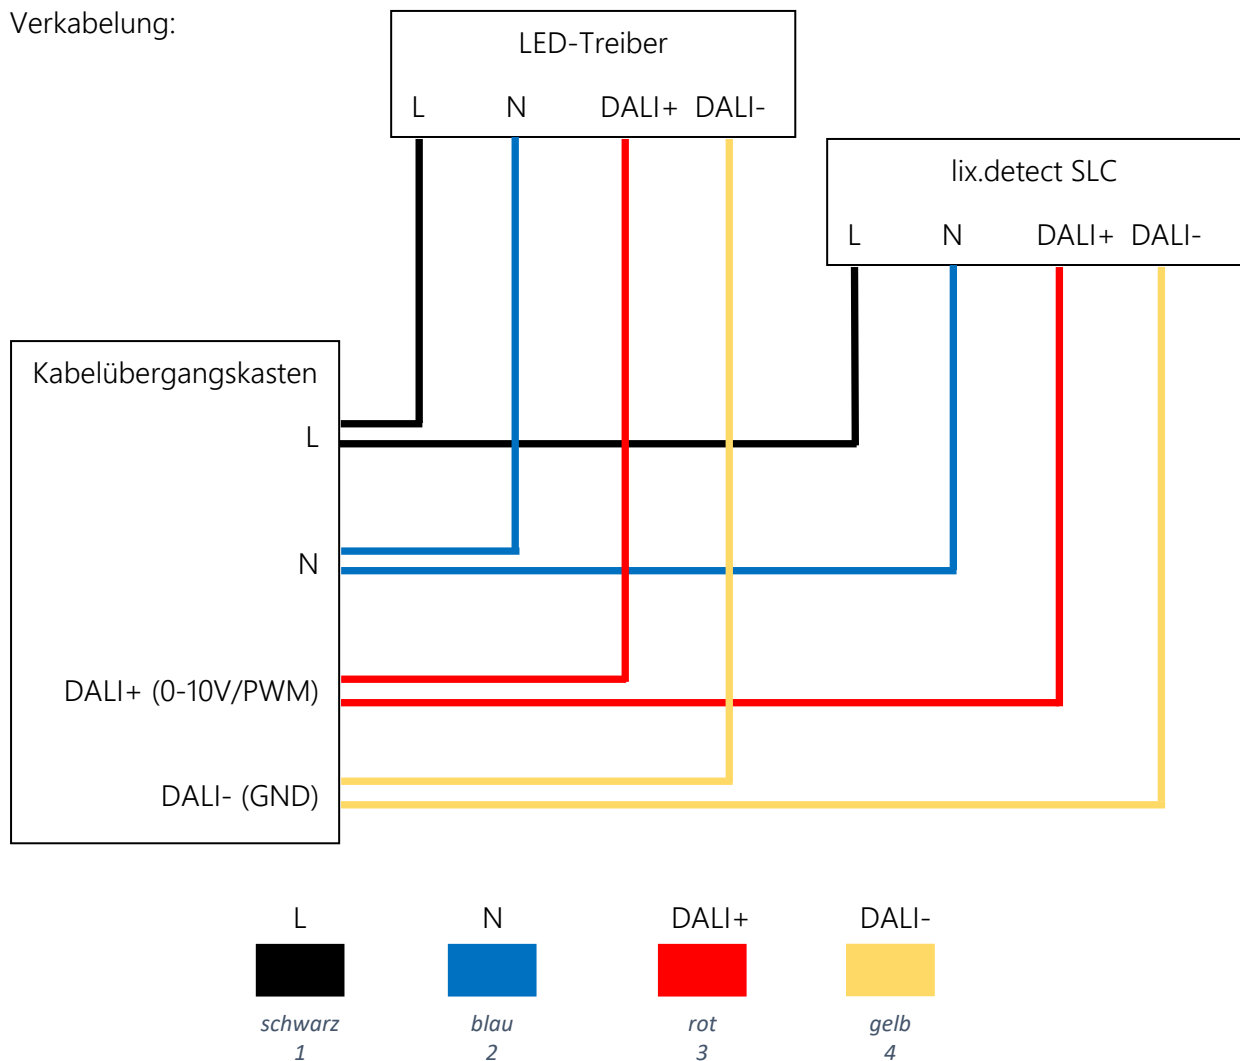 Verkabelung:
LED-Treiber
L N DALI+ DALI-
lix.detect SLC
L N DALI+ DALI-
Kabelübergangskasten
L
N
DALI+ (0-10V/PWM)
DALI- (GND)
L N DALI+ DALI-
schwarz blau rot gelb
1 2 3 4